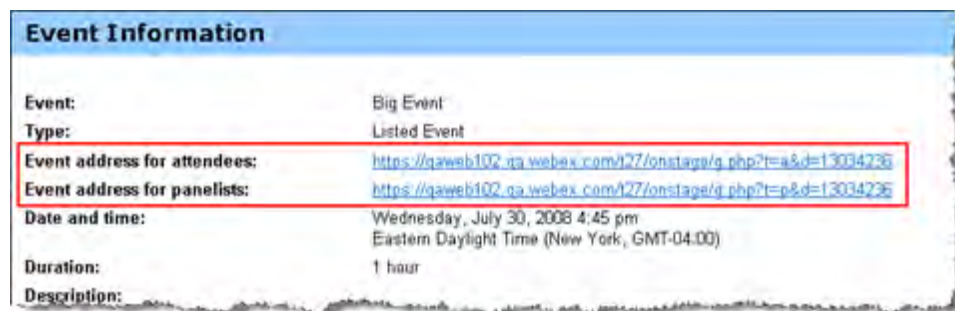 Event Information
Event: Big Event
Type: Listed Event
Event address for attendees: https://qaweb102.qa.webex.com/t27/onstage/g.php?t=a&d=13034236
Event address for panelists: https://qaweb102.qa.webex.com/t27/onstage/g.php?t=p&d=13034236
Date and time: Wednesday, July 30, 2008 4:45 pm
Eastern Daylight Time (New York, GMT-04:00)
Duration: 1 hour
Description: